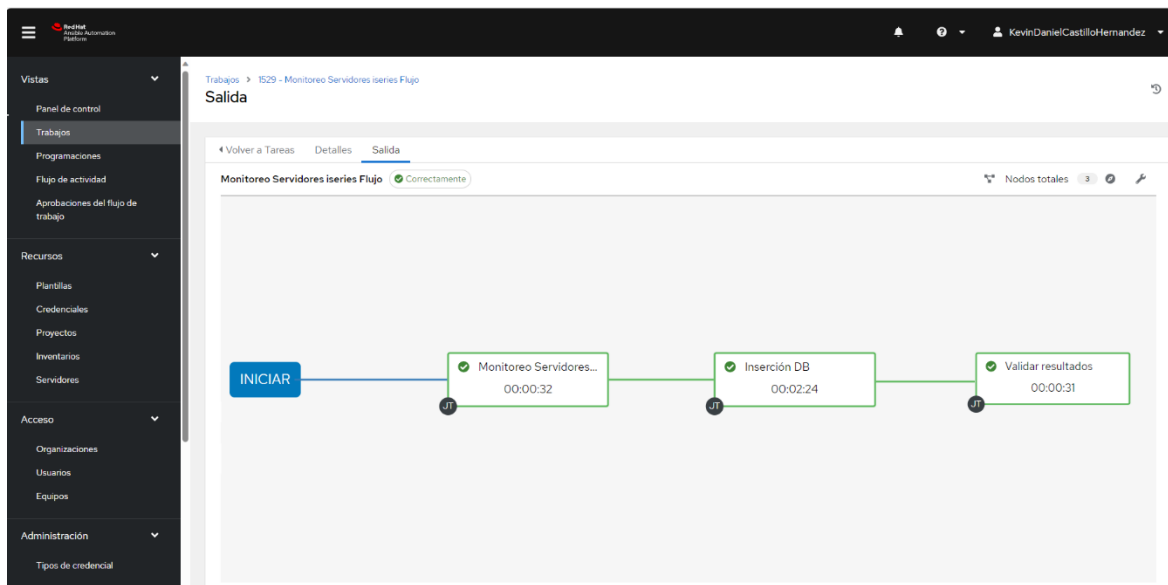 Red Hat
Ansible Automation
Platform
KevinDanielCastilloHernandez
Vistas
Panel de control
Trabajos
Programaciones
Flujo de actividad
Aprobaciones del flujo de
trabajo
Recursos
Plantillas
Credenciales
Proyectos
Inventarios
Servidores
Acceso
Organizaciones
Usuarios
Equipos
Administración
Tipos de credencial
Trabajos > 1529 - Monitoreo Servidores iseries Flujo
Salida
Volver a Tareas Detalles Salida
Monitoreo Servidores iseries Flujo Correctamente Nodos totales 3
INICIAR
Monitoreo Servidores...
00:00:32
JT
Inserción DB
00:02:24
JT
Validar resultados
00:00:31
JT